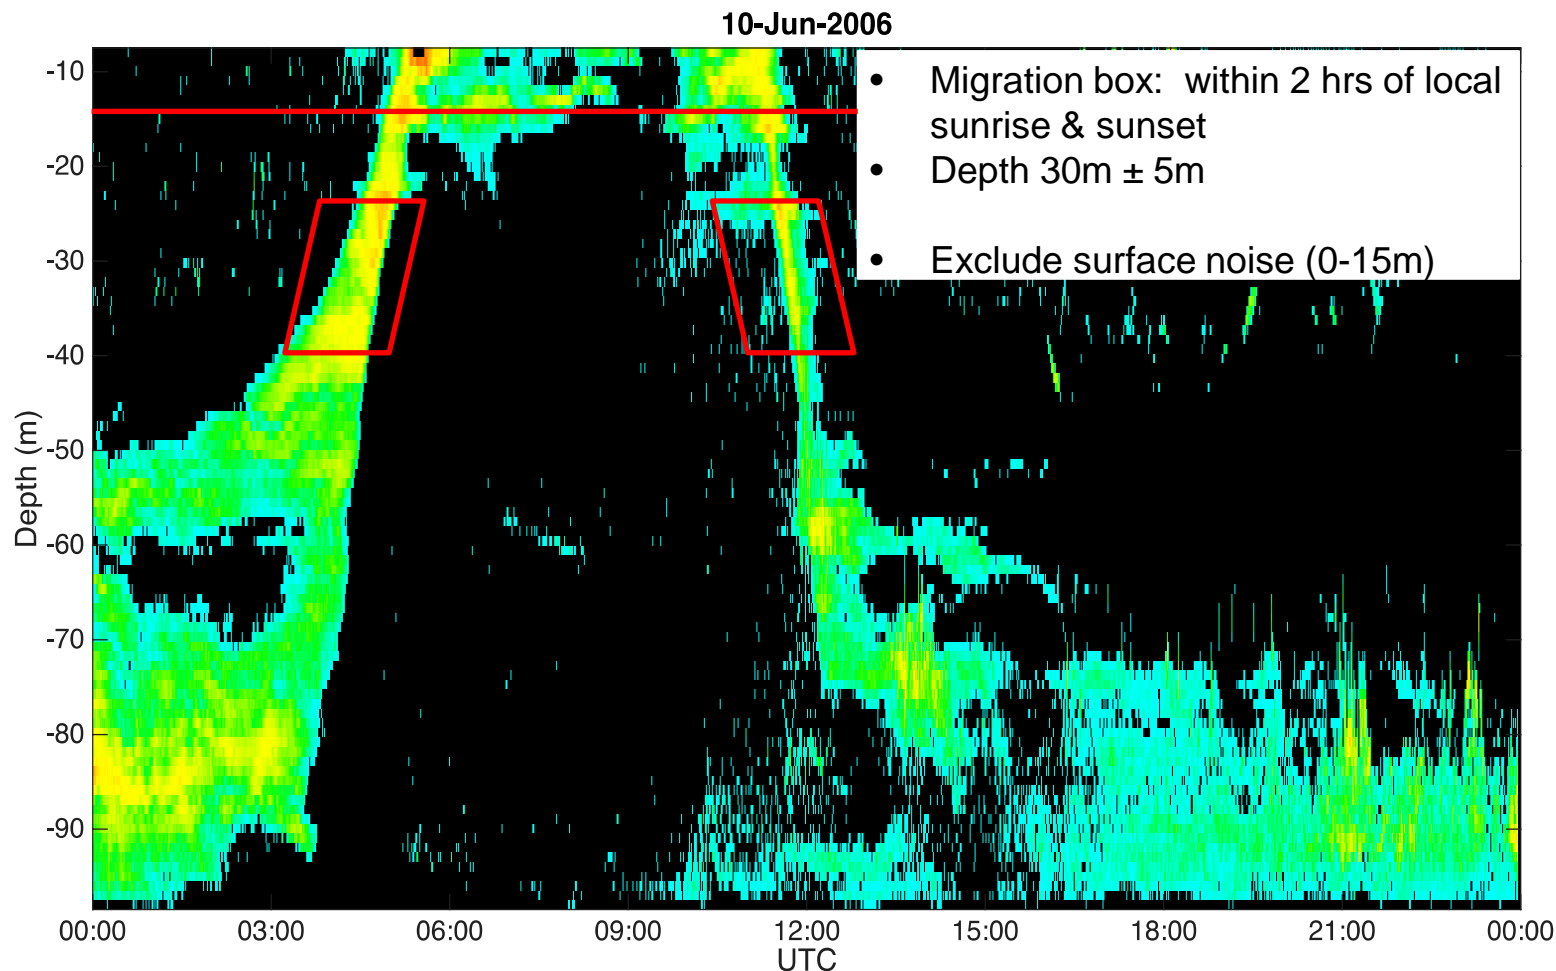 10-Jun-2006
• Migration box: within 2 hrs of local
sunrise & sunset
• Depth 30m ± 5m
• Exclude surface noise (0-15m)
Depth (m)
-10
-20
-30
-40
-50
-60
-70
-80
-90
00:00 03:00 06:00 09:00 12:00 15:00 18:00 21:00 00:00
UTC